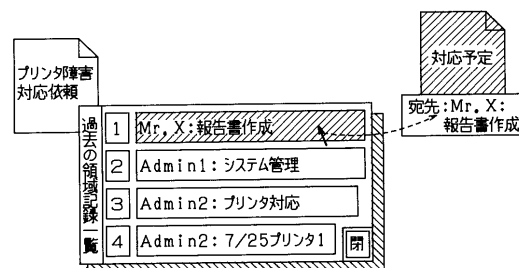 プリンタ障害
対応依頼
対応予定
宛先:Mr. X:
報告書作成
過去の領域記録一覧
1 Mr. X:報告書作成
2 Admin1:システム管理
3 Admin2:プリンタ対応
4 Admin2:7/25プリンタ1
閉